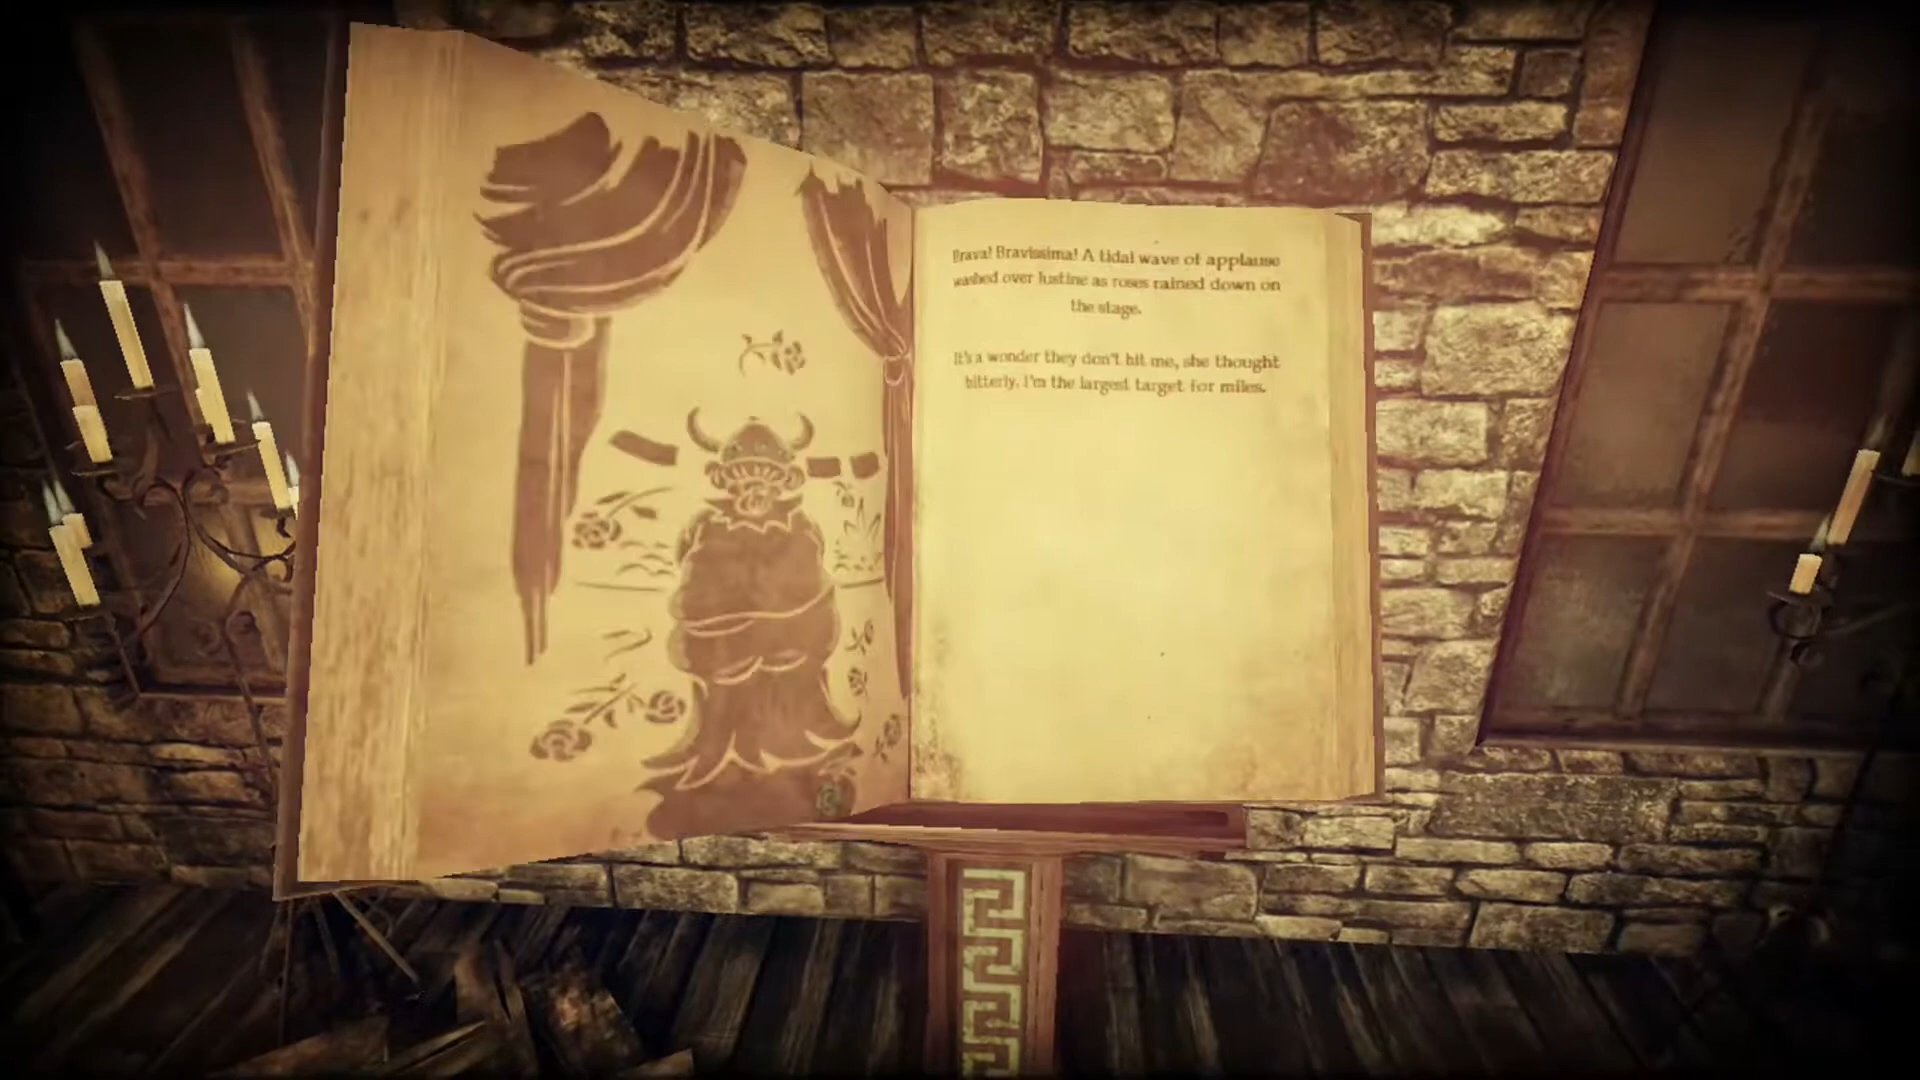 Brava! Bravissima! A tidal wave of applause
washed over Justine as roses rained down on
the stage.
It's a wonder they don't hit me, she thought
bitterly. I'm the largest target for miles.